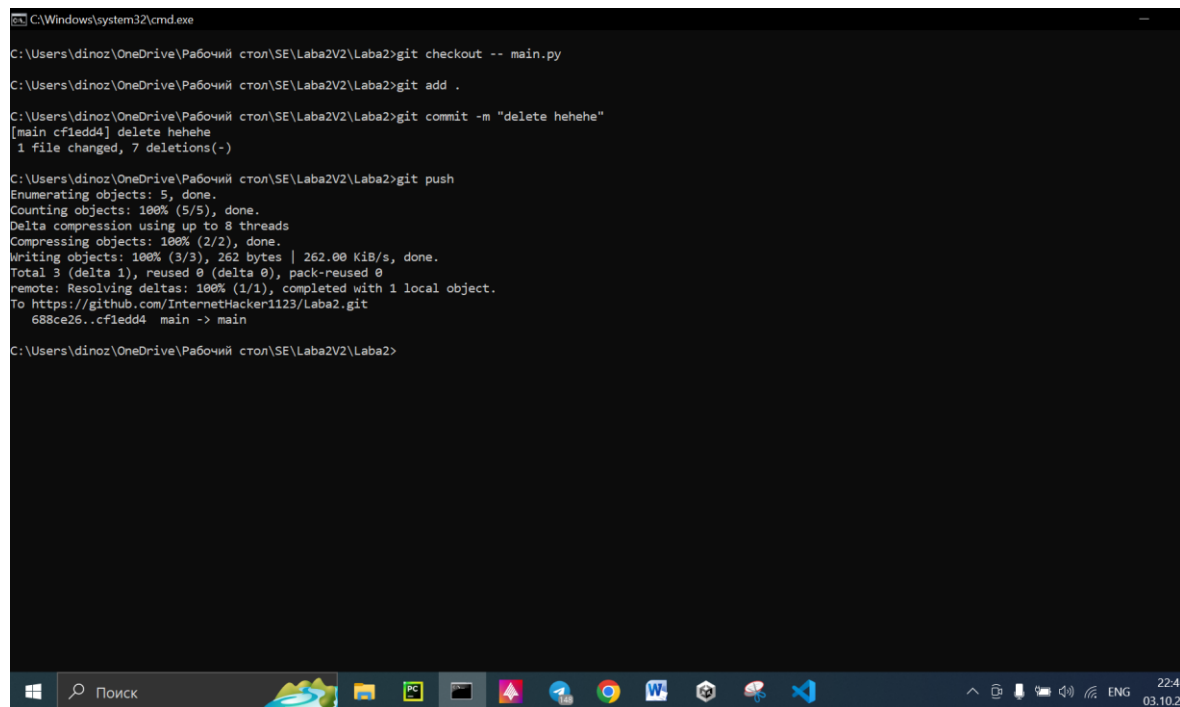 C:\Windows\system32\cmd.exe
C:\Users\dinoz\OneDrive\Рабочий стол\SE\Laba2V2\Laba2>git checkout -- main.py
C:\Users\dinoz\OneDrive\Рабочий стол\SE\Laba2V2\Laba2>git add .
C:\Users\dinoz\OneDrive\Рабочий стол\SE\Laba2V2\Laba2>git commit -m "delete hehehe"
[main cf1edd4] delete hehehe
1 file changed, 7 deletions(-)
C:\Users\dinoz\OneDrive\Рабочий стол\SE\Laba2V2\Laba2>git push
Enumerating objects: 5, done.
Counting objects: 100% (5/5), done.
Delta compression using up to 8 threads
Compressing objects: 100% (2/2), done.
Writing objects: 100% (3/3), 262 bytes | 262.00 KiB/s, done.
Total 3 (delta 1), reused 0 (delta 0), pack-reused 0
remote: Resolving deltas: 100% (1/1), completed with 1 local object.
To https://github.com/InternetHacker1123/Laba2.git
688ce26..cf1edd4  main -> main
C:\Users\dinoz\OneDrive\Рабочий стол\SE\Laba2V2\Laba2>
Поиск
PC
148
W
ENG
22:4
03.10.2